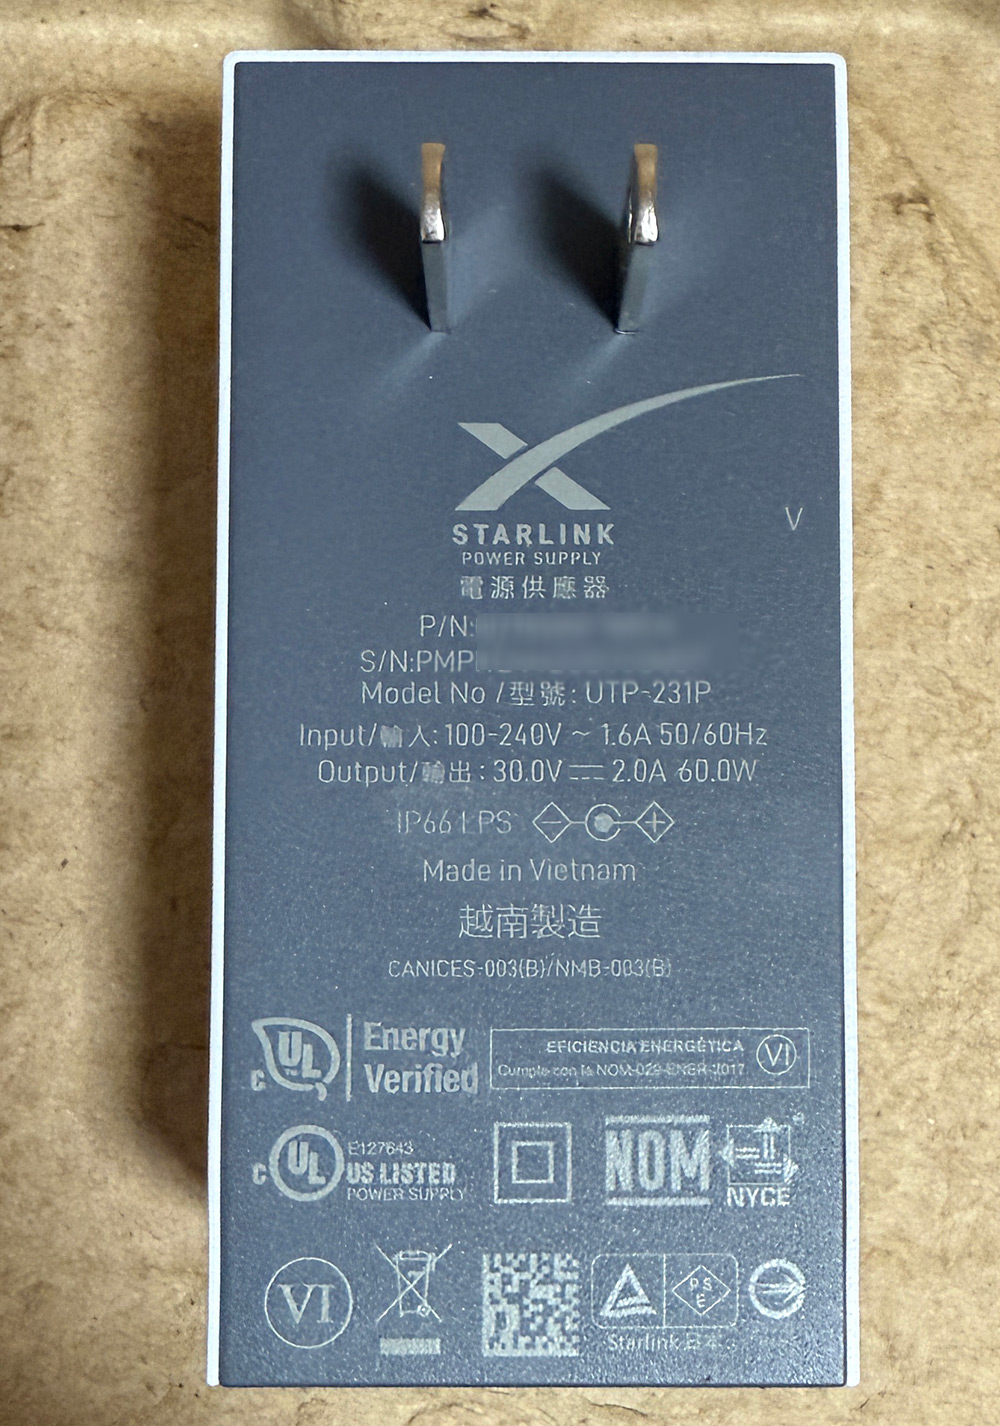 V
STARLINK
POWER SUPPLY
電源供應器
P/N:
S/N:PMP
Model No /型號: UTP-231P
Input/輸入: 100-240V ~ 1.6A 50/60Hz
Output/輸出: 30.0V ⎓ 2.0A 60.0W
IP66 LPS
Made in Vietnam
越南製造
CANICES-003(B)/NMB-003(B)
c UL Energy
Verified
EFICIENCIA ENERGÉTICA VI
Cumple con la NOM-029-ENER-2017
E127643
c UL US LISTED
POWER SUPPLY
NOM
NYCE
VI
PSE
Starlink